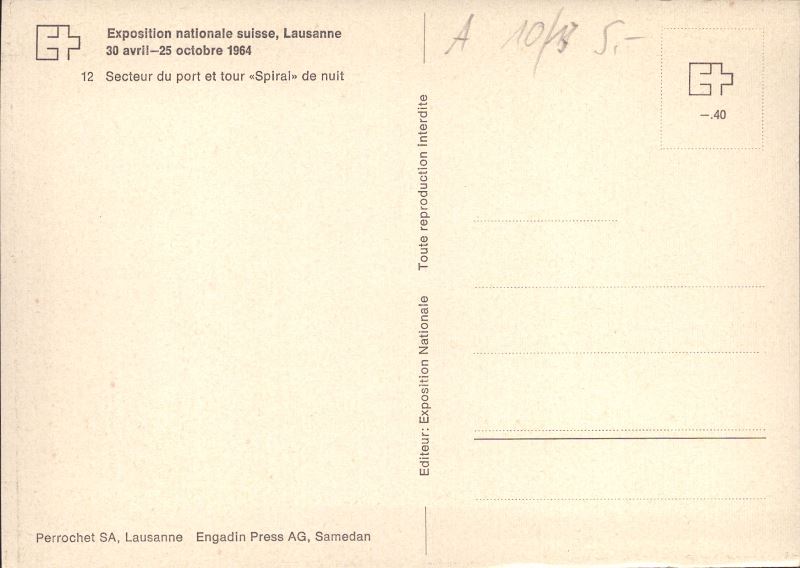 Exposition nationale suisse, Lausanne
30 avril–25 octobre 1964
12 Secteur du port et tour «Spiral» de nuit
A 10/ 5.–
–.40
Toute reproduction interdite
Editeur: Exposition Nationale
Perrochet SA, Lausanne Engadin Press AG, Samedan